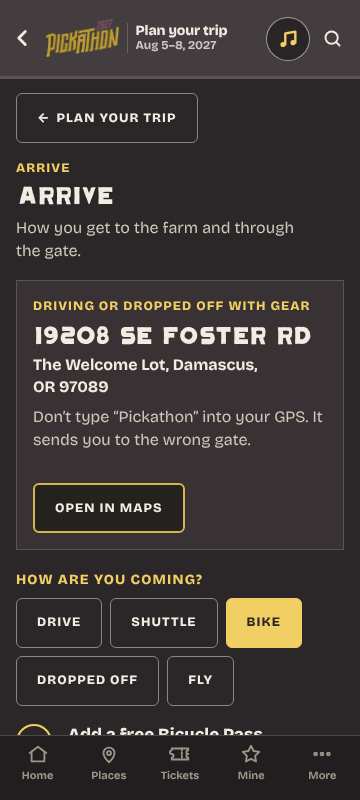 PICKATHON
Plan your trip
Aug 5–8, 2027
← PLAN YOUR TRIP
ARRIVE
ARRIVE
How you get to the farm and through
the gate.
DRIVING OR DROPPED OFF WITH GEAR
19208 SE FOSTER RD
The Welcome Lot, Damascus,
OR 97089
Don’t type “Pickathon” into your GPS. It
sends you to the wrong gate.
OPEN IN MAPS
HOW ARE YOU COMING?
DRIVE
SHUTTLE
BIKE
DROPPED OFF
FLY
Add a free Bicycle Pass
Home
Places
Tickets
Mine
More